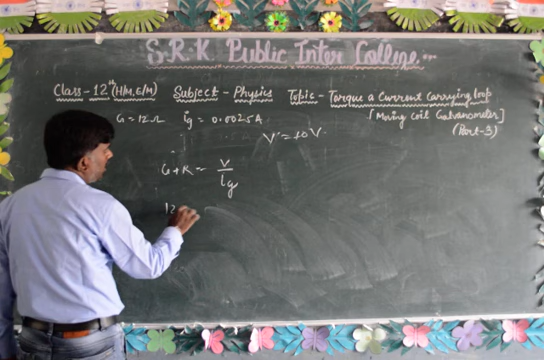 S.R.K. Public Inter College
Class - 12th (H/M, E/M) Subject - Physics Topic - Torque a Current Carrying loop
[Moving Coil Galvanometer]
(Part-3)
G = 12 Ω ig = 0.0025A
V = 10 V.
G + R = V / ig
12